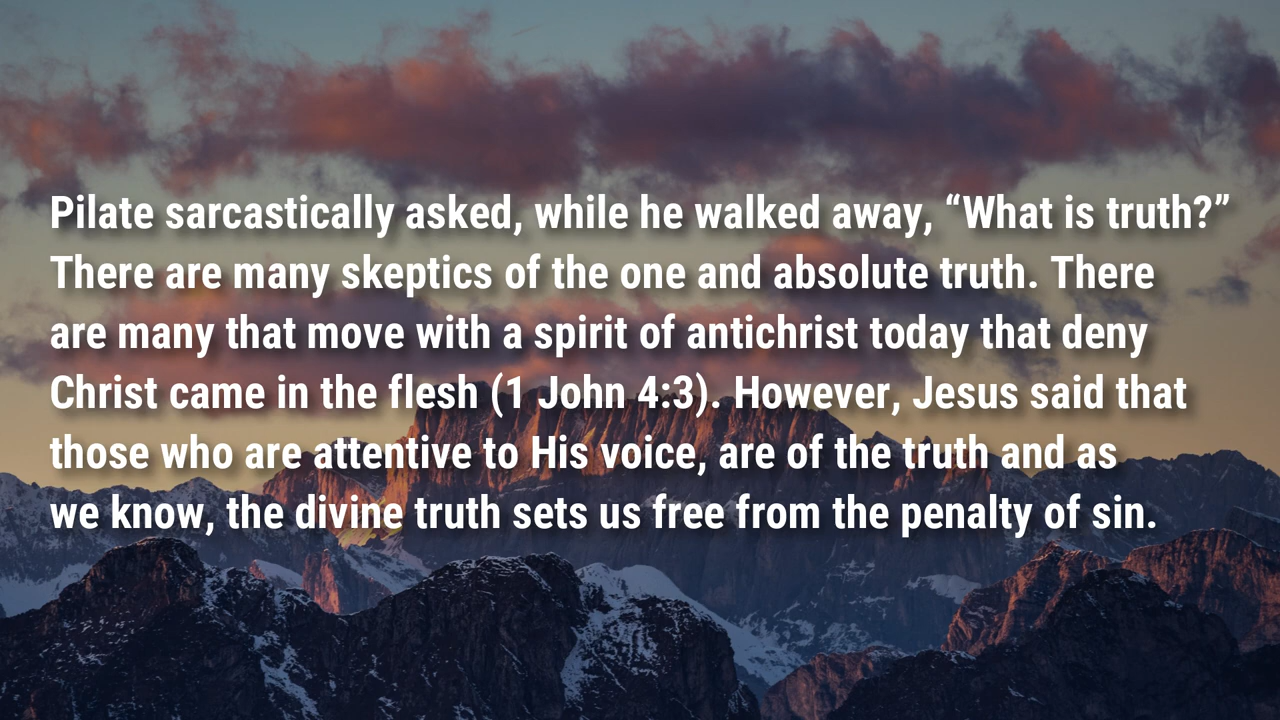 Pilate sarcastically asked, while he walked away, “What is truth?”
There are many skeptics of the one and absolute truth. There
are many that move with a spirit of antichrist today that deny
Christ came in the flesh (1 John 4:3). However, Jesus said that
those who are attentive to His voice, are of the truth and as
we know, the divine truth sets us free from the penalty of sin.